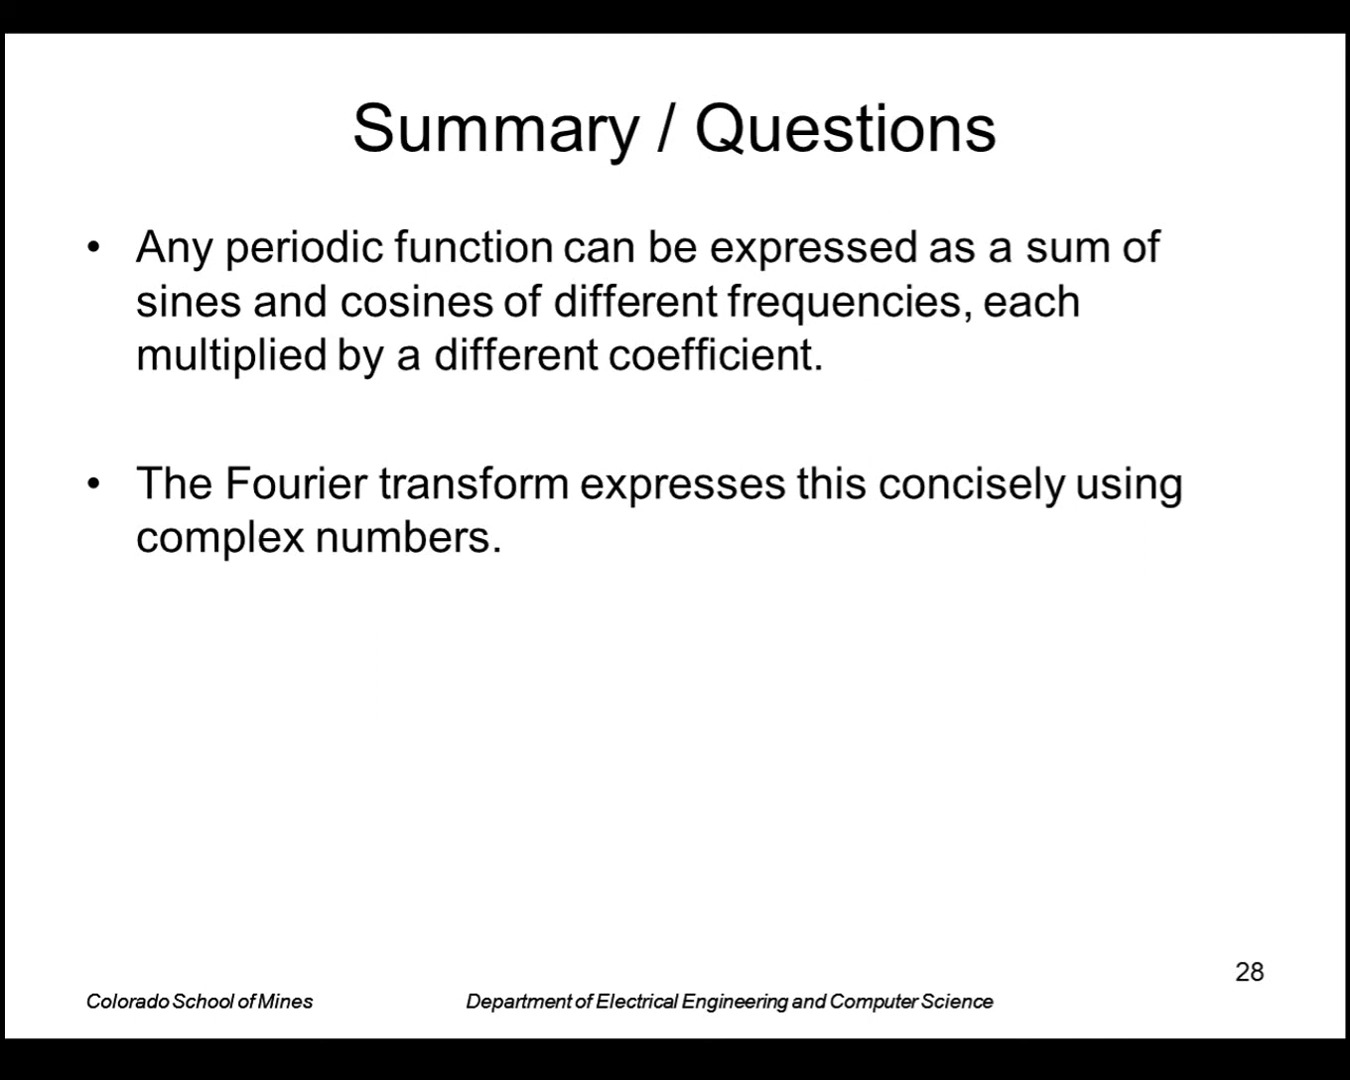 Summary / Questions
• Any periodic function can be expressed as a sum of
sines and cosines of different frequencies, each
multiplied by a different coefficient.
• The Fourier transform expresses this concisely using
complex numbers.
28
Colorado School of Mines
Department of Electrical Engineering and Computer Science